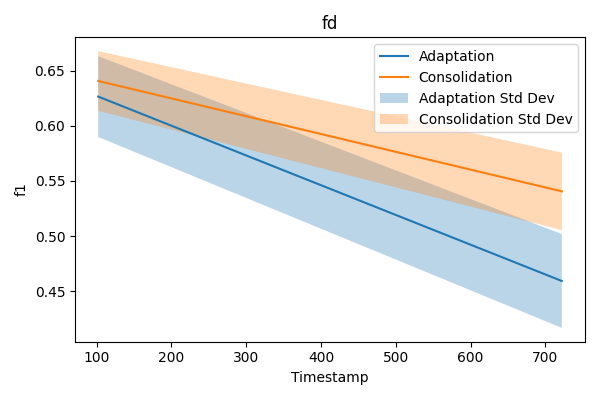 fd
Adaptation
Consolidation
Adaptation Std Dev
Consolidation Std Dev
f1
0.65
0.60
0.55
0.50
0.45
100 200 300 400 500 600 700
Timestamp